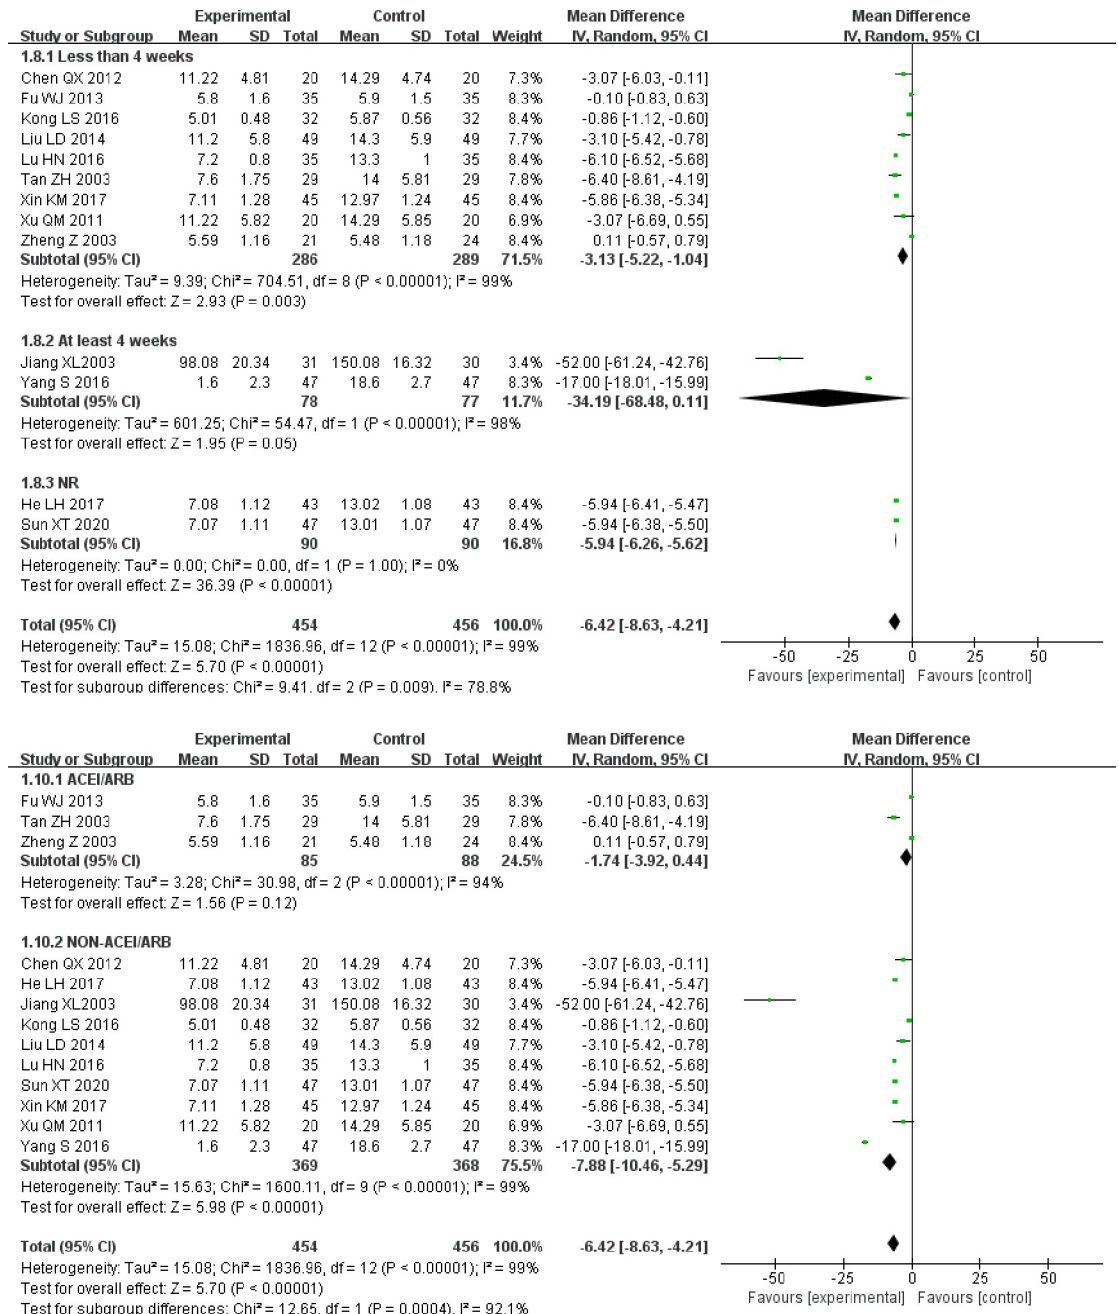 Experimental Control Mean Difference Mean Difference
Study or Subgroup Mean SD Total Mean SD Total Weight IV, Random, 95% CI IV, Random, 95% CI
1.8.1 Less than 4 weeks
Chen QX 2012 11.22 4.81 20 14.29 4.74 20 7.3% -3.07 [-6.03, -0.11]
Fu WJ 2013 5.8 1.6 35 5.9 1.5 35 8.3% -0.10 [-0.83, 0.63]
Kong LS 2016 5.01 0.48 32 5.87 0.56 32 8.4% -0.86 [-1.12, -0.60]
Liu LD 2014 11.2 5.8 49 14.3 5.9 49 7.7% -3.10 [-5.42, -0.78]
Lu HN 2016 7.2 0.8 35 13.3 1 35 8.4% -6.10 [-6.52, -5.68]
Tan ZH 2003 7.6 1.75 29 14 5.81 29 7.8% -6.40 [-8.61, -4.19]
Xin KM 2017 7.11 1.28 45 12.97 1.24 45 8.4% -5.86 [-6.38, -5.34]
Xu QM 2011 11.22 5.82 20 14.29 5.85 20 6.9% -3.07 [-6.69, 0.55]
Zheng Z 2003 5.59 1.16 21 5.48 1.18 24 8.4% 0.11 [-0.57, 0.79]
Subtotal (95% CI) 286 289 71.5% -3.13 [-5.22, -1.04]
Heterogeneity: Tau² = 9.39; Chi² = 704.51, df = 8 (P < 0.00001); I² = 99%
Test for overall effect: Z = 2.93 (P = 0.003)
1.8.2 At least 4 weeks
Jiang XL2003 98.08 20.34 31 150.08 16.32 30 3.4% -52.00 [-61.24, -42.76]
Yang S 2016 1.6 2.3 47 18.6 2.7 47 8.3% -17.00 [-18.01, -15.99]
Subtotal (95% CI) 78 77 11.7% -34.19 [-68.48, 0.11]
Heterogeneity: Tau² = 601.25; Chi² = 54.47, df = 1 (P < 0.00001); I² = 98%
Test for overall effect: Z = 1.95 (P = 0.05)
1.8.3 NR
He LH 2017 7.08 1.12 43 13.02 1.08 43 8.4% -5.94 [-6.41, -5.47]
Sun XT 2020 7.07 1.11 47 13.01 1.07 47 8.4% -5.94 [-6.38, -5.50]
Subtotal (95% CI) 90 90 16.8% -5.94 [-6.26, -5.62]
Heterogeneity: Tau² = 0.00; Chi² = 0.00, df = 1 (P = 1.00); I² = 0%
Test for overall effect: Z = 36.39 (P < 0.00001)
Total (95% CI) 454 456 100.0% -6.42 [-8.63, -4.21]
Heterogeneity: Tau² = 15.08; Chi² = 1836.96, df = 12 (P < 0.00001); I² = 99%
Test for overall effect: Z = 5.70 (P < 0.00001)
Test for subgroup differences: Chi² = 9.41, df = 2 (P = 0.009), I² = 78.8%
-50 -25 0 25 50
Favours [experimental] Favours [control]
Experimental Control Mean Difference Mean Difference
Study or Subgroup Mean SD Total Mean SD Total Weight IV, Random, 95% CI IV, Random, 95% CI
1.10.1 ACEI/ARB
Fu WJ 2013 5.8 1.6 35 5.9 1.5 35 8.3% -0.10 [-0.83, 0.63]
Tan ZH 2003 7.6 1.75 29 14 5.81 29 7.8% -6.40 [-8.61, -4.19]
Zheng Z 2003 5.59 1.16 21 5.48 1.18 24 8.4% 0.11 [-0.57, 0.79]
Subtotal (95% CI) 85 88 24.5% -1.74 [-3.92, 0.44]
Heterogeneity: Tau² = 3.28; Chi² = 30.98, df = 2 (P < 0.00001); I² = 94%
Test for overall effect: Z = 1.56 (P = 0.12)
1.10.2 NON-ACEI/ARB
Chen QX 2012 11.22 4.81 20 14.29 4.74 20 7.3% -3.07 [-6.03, -0.11]
He LH 2017 7.08 1.12 43 13.02 1.08 43 8.4% -5.94 [-6.41, -5.47]
Jiang XL2003 98.08 20.34 31 150.08 16.32 30 3.4% -52.00 [-61.24, -42.76]
Kong LS 2016 5.01 0.48 32 5.87 0.56 32 8.4% -0.86 [-1.12, -0.60]
Liu LD 2014 11.2 5.8 49 14.3 5.9 49 7.7% -3.10 [-5.42, -0.78]
Lu HN 2016 7.2 0.8 35 13.3 1 35 8.4% -6.10 [-6.52, -5.68]
Sun XT 2020 7.07 1.11 47 13.01 1.07 47 8.4% -5.94 [-6.38, -5.50]
Xin KM 2017 7.11 1.28 45 12.97 1.24 45 8.4% -5.86 [-6.38, -5.34]
Xu QM 2011 11.22 5.82 20 14.29 5.85 20 6.9% -3.07 [-6.69, 0.55]
Yang S 2016 1.6 2.3 47 18.6 2.7 47 8.3% -17.00 [-18.01, -15.99]
Subtotal (95% CI) 369 368 75.5% -7.88 [-10.46, -5.29]
Heterogeneity: Tau² = 15.63; Chi² = 1600.11, df = 9 (P < 0.00001); I² = 99%
Test for overall effect: Z = 5.98 (P < 0.00001)
Total (95% CI) 454 456 100.0% -6.42 [-8.63, -4.21]
Heterogeneity: Tau² = 15.08; Chi² = 1836.96, df = 12 (P < 0.00001); I² = 99%
Test for overall effect: Z = 5.70 (P < 0.00001)
Test for subgroup differences: Chi² = 12.65, df = 1 (P = 0.0004), I² = 92.1%
-50 -25 0 25 50
Favours [experimental] Favours [control]